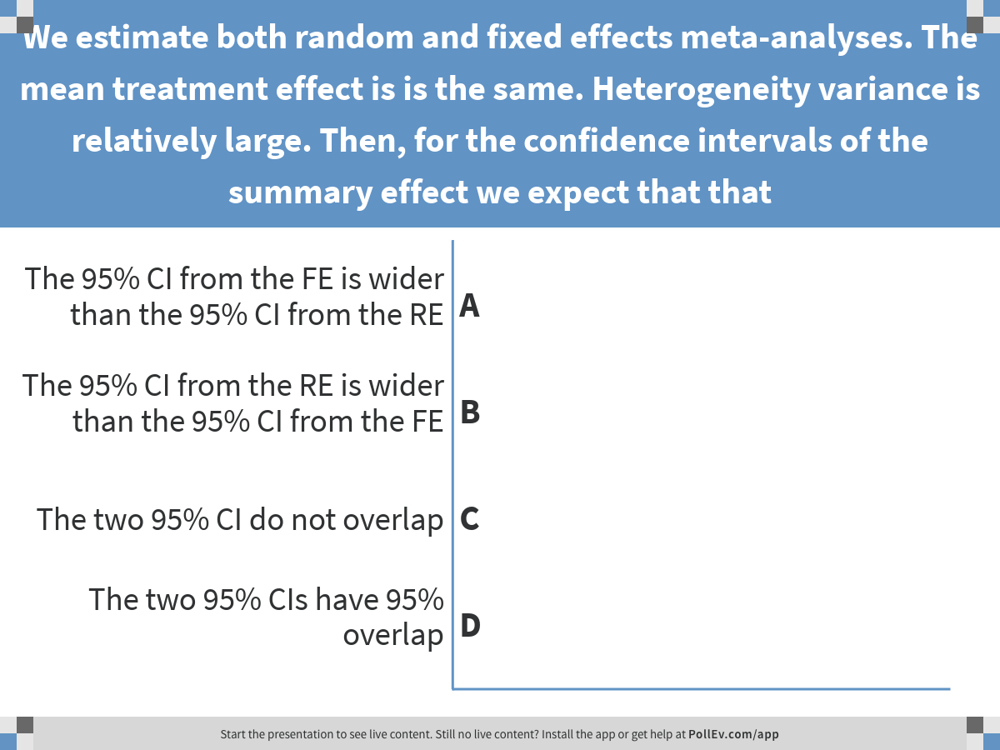 We estimate both random and fixed effects meta-analyses. The
mean treatment effect is is the same. Heterogeneity variance is
relatively large. Then, for the confidence intervals of the
summary effect we expect that that
The 95% CI from the FE is wider
than the 95% CI from the RE
A
The 95% CI from the RE is wider
than the 95% CI from the FE
B
The two 95% CI do not overlap
C
The two 95% CIs have 95%
overlap
D
Start the presentation to see live content. Still no live content? Install the app or get help at PollEv.com/app